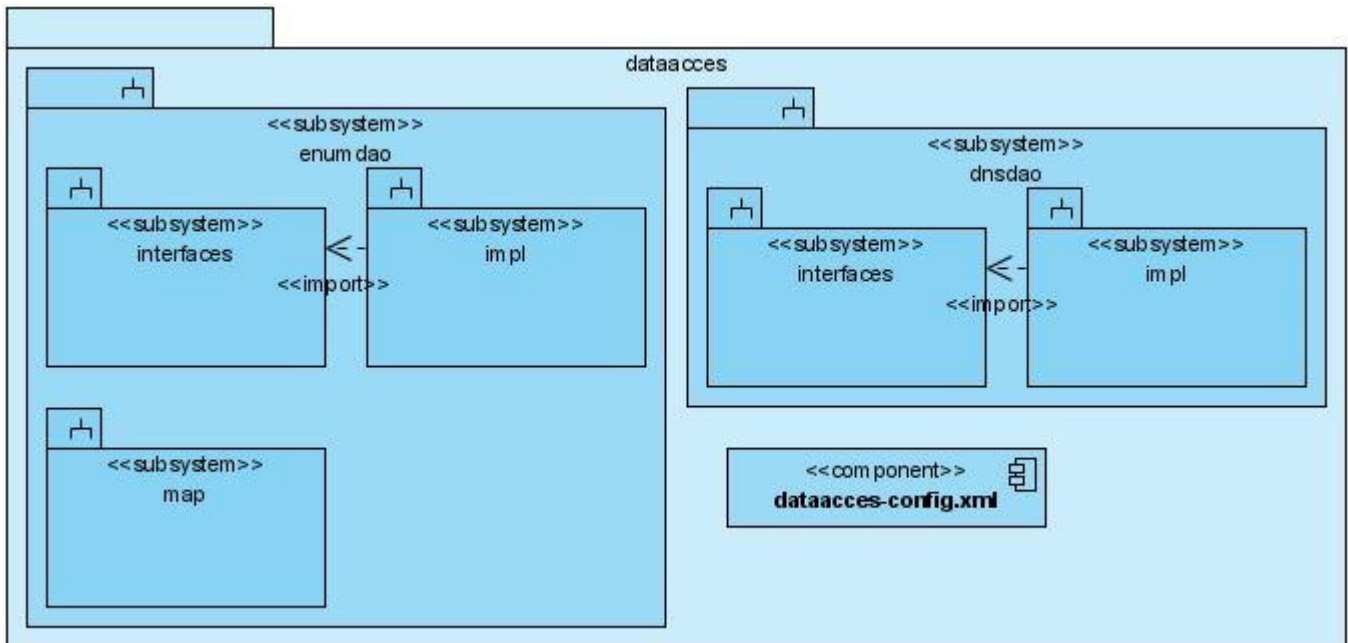 dataacces
<<subsystem>>
enumdao
<<subsystem>>
interfaces
<<import>>
<<subsystem>>
impl
<<subsystem>>
map
<<subsystem>>
dnsdao
<<subsystem>>
interfaces
<<import>>
<<subsystem>>
impl
<<component>>
dataacces-config.xml